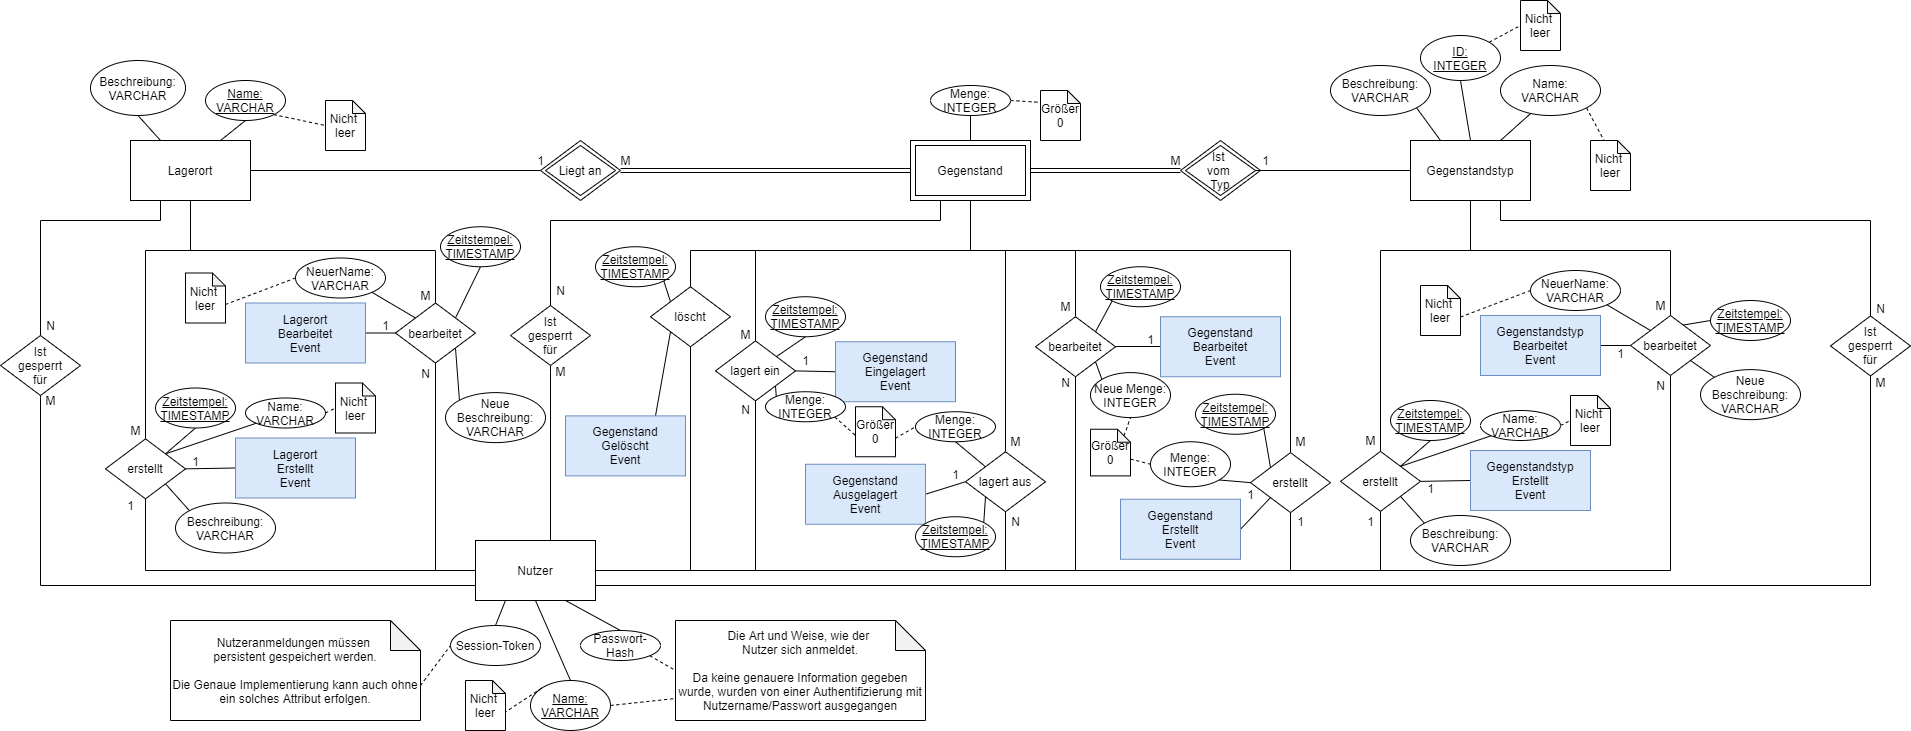 Beschreibung:
VARCHAR
Name:
VARCHAR
Nicht
leer
Lagerort
1
Liegt an
M
Menge:
INTEGER
Größer
0
Gegenstand
M
Ist
vom
Typ
1
Beschreibung:
VARCHAR
ID:
INTEGER
Nicht
leer
Name:
VARCHAR
Nicht
leer
Gegenstandstyp
N
Ist
gesperrt
für
M
Nicht
leer
NeuerName:
VARCHAR
Zeitstempel:
TIMESTAMP
Lagerort
Bearbeitet
Event
1
M
bearbeitet
N
Neue
Beschreibung:
VARCHAR
Zeitstempel:
TIMESTAMP
Name:
VARCHAR
Nicht
leer
M
erstellt
1
1
Lagerort
Erstellt
Event
Beschreibung:
VARCHAR
N
Ist
gesperrt
für
M
Zeitstempel:
TIMESTAMP
löscht
Gegenstand
Gelöscht
Event
Zeitstempel:
TIMESTAMP
M
lagert ein
N
1
Gegenstand
Eingelagert
Event
Menge:
INTEGER
Größer
0
Menge:
INTEGER
M
lagert aus
N
1
Gegenstand
Ausgelagert
Event
Zeitstempel:
TIMESTAMP
Zeitstempel:
TIMESTAMP
M
bearbeitet
N
1
Gegenstand
Bearbeitet
Event
Neue Menge:
INTEGER
Größer
0
Menge:
INTEGER
Zeitstempel:
TIMESTAMP
M
erstellt
1
1
Gegenstand
Erstellt
Event
Nicht
leer
NeuerName:
VARCHAR
Zeitstempel:
TIMESTAMP
Gegenstandstyp
Bearbeitet
Event
1
M
bearbeitet
N
Neue
Beschreibung:
VARCHAR
Zeitstempel:
TIMESTAMP
Name:
VARCHAR
Nicht
leer
M
erstellt
1
1
Gegenstandstyp
Erstellt
Event
Beschreibung:
VARCHAR
N
Ist
gesperrt
für
M
Nutzer
Nutzeranmeldungen müssen
persistent gespeichert werden.
Die Genaue Implementierung kann auch ohne
ein solches Attribut erfolgen.
Session-Token
Nicht
leer
Name:
VARCHAR
Passwort-
Hash
Die Art und Weise, wie der
Nutzer sich anmeldet.
Da keine genauere Information gegeben
wurde, wurden von einer Authentifizierung mit
Nutzername/Passwort ausgegangen